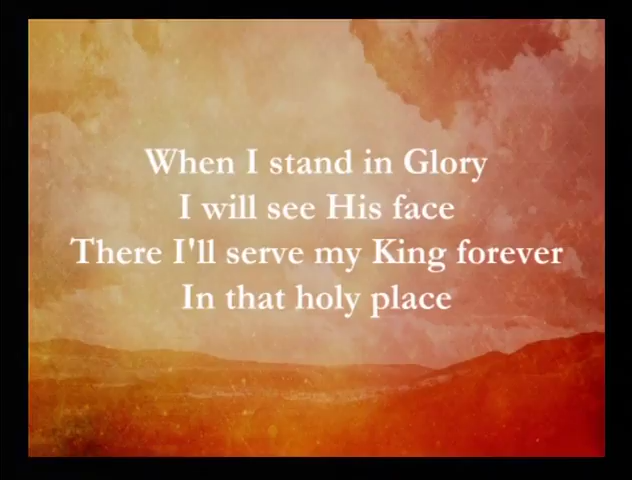 When I stand in Glory
I will see His face
There I'll serve my King forever
In that holy place